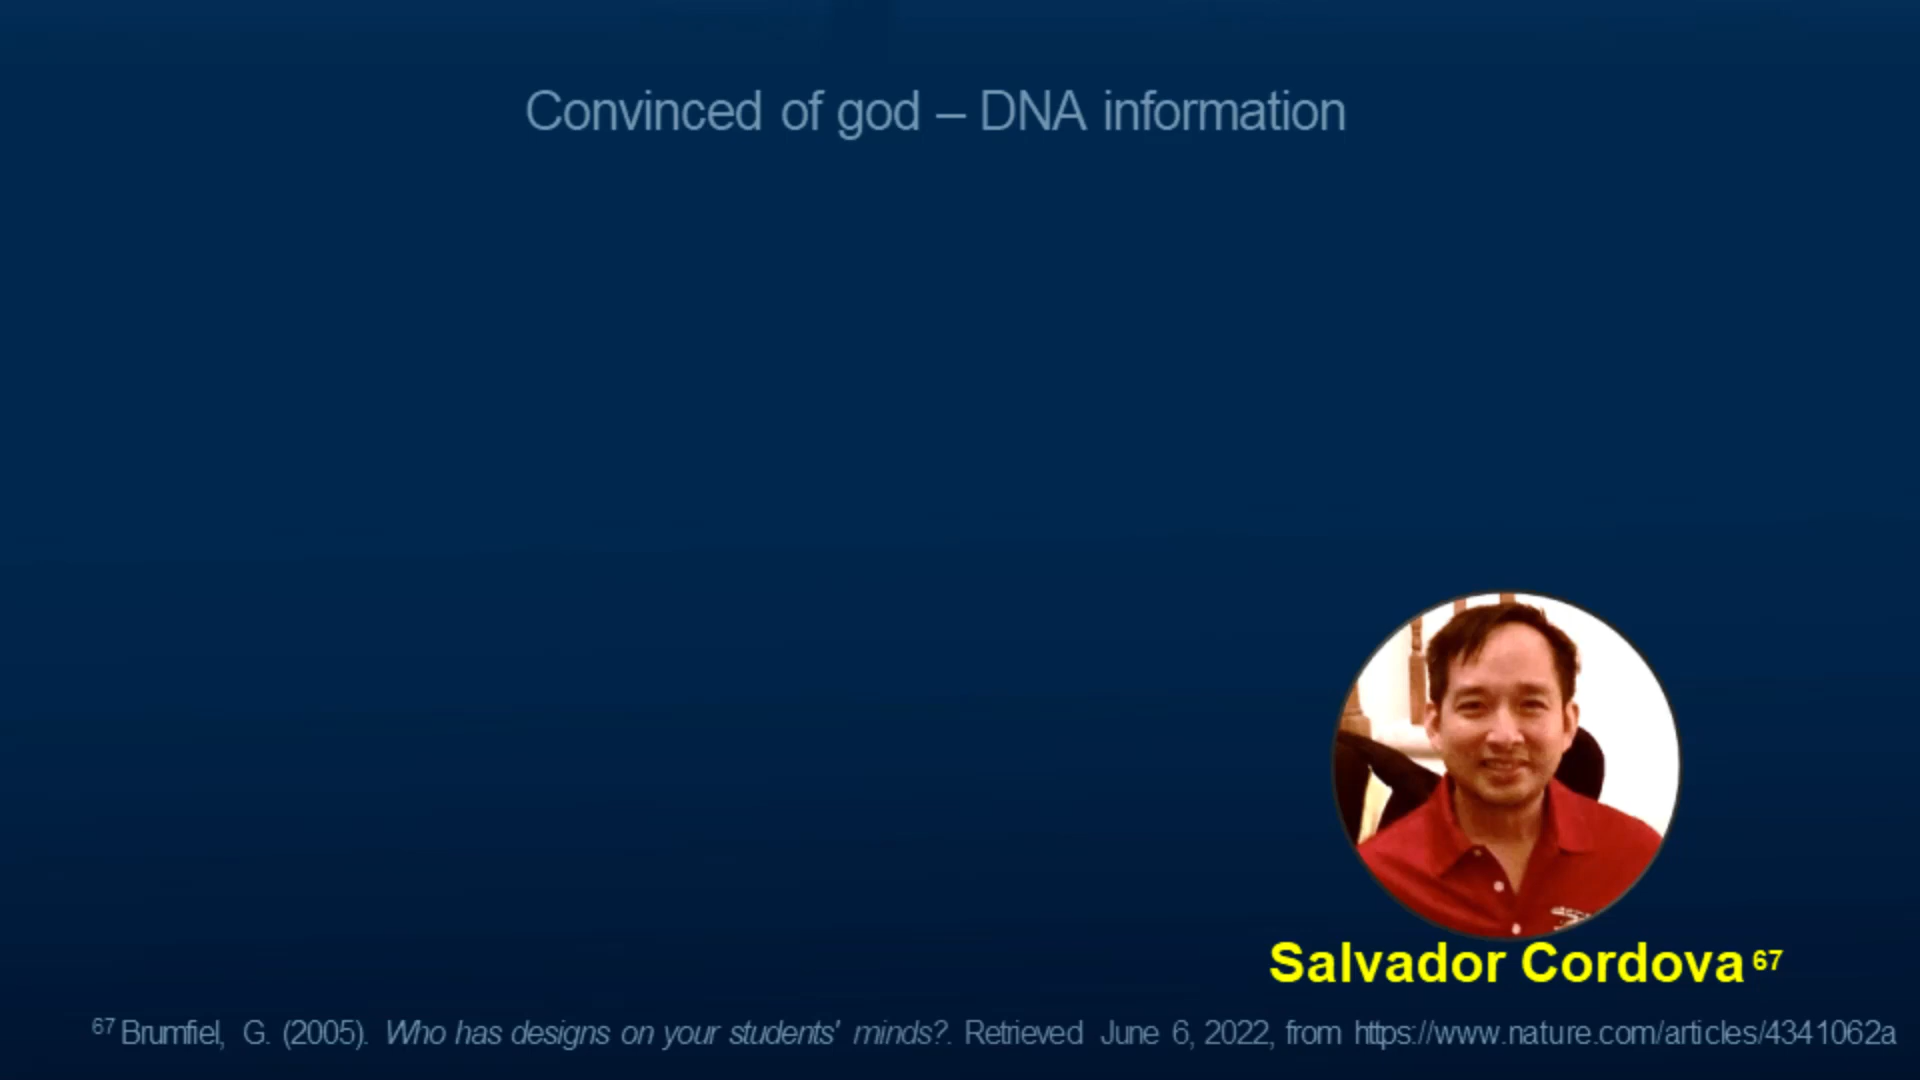 Convinced of god – DNA information
Salvador Cordova 67
67 Brumfiel, G. (2005). Who has designs on your students' minds?. Retrieved June 6, 2022, from https://www.nature.com/articles/4341062a